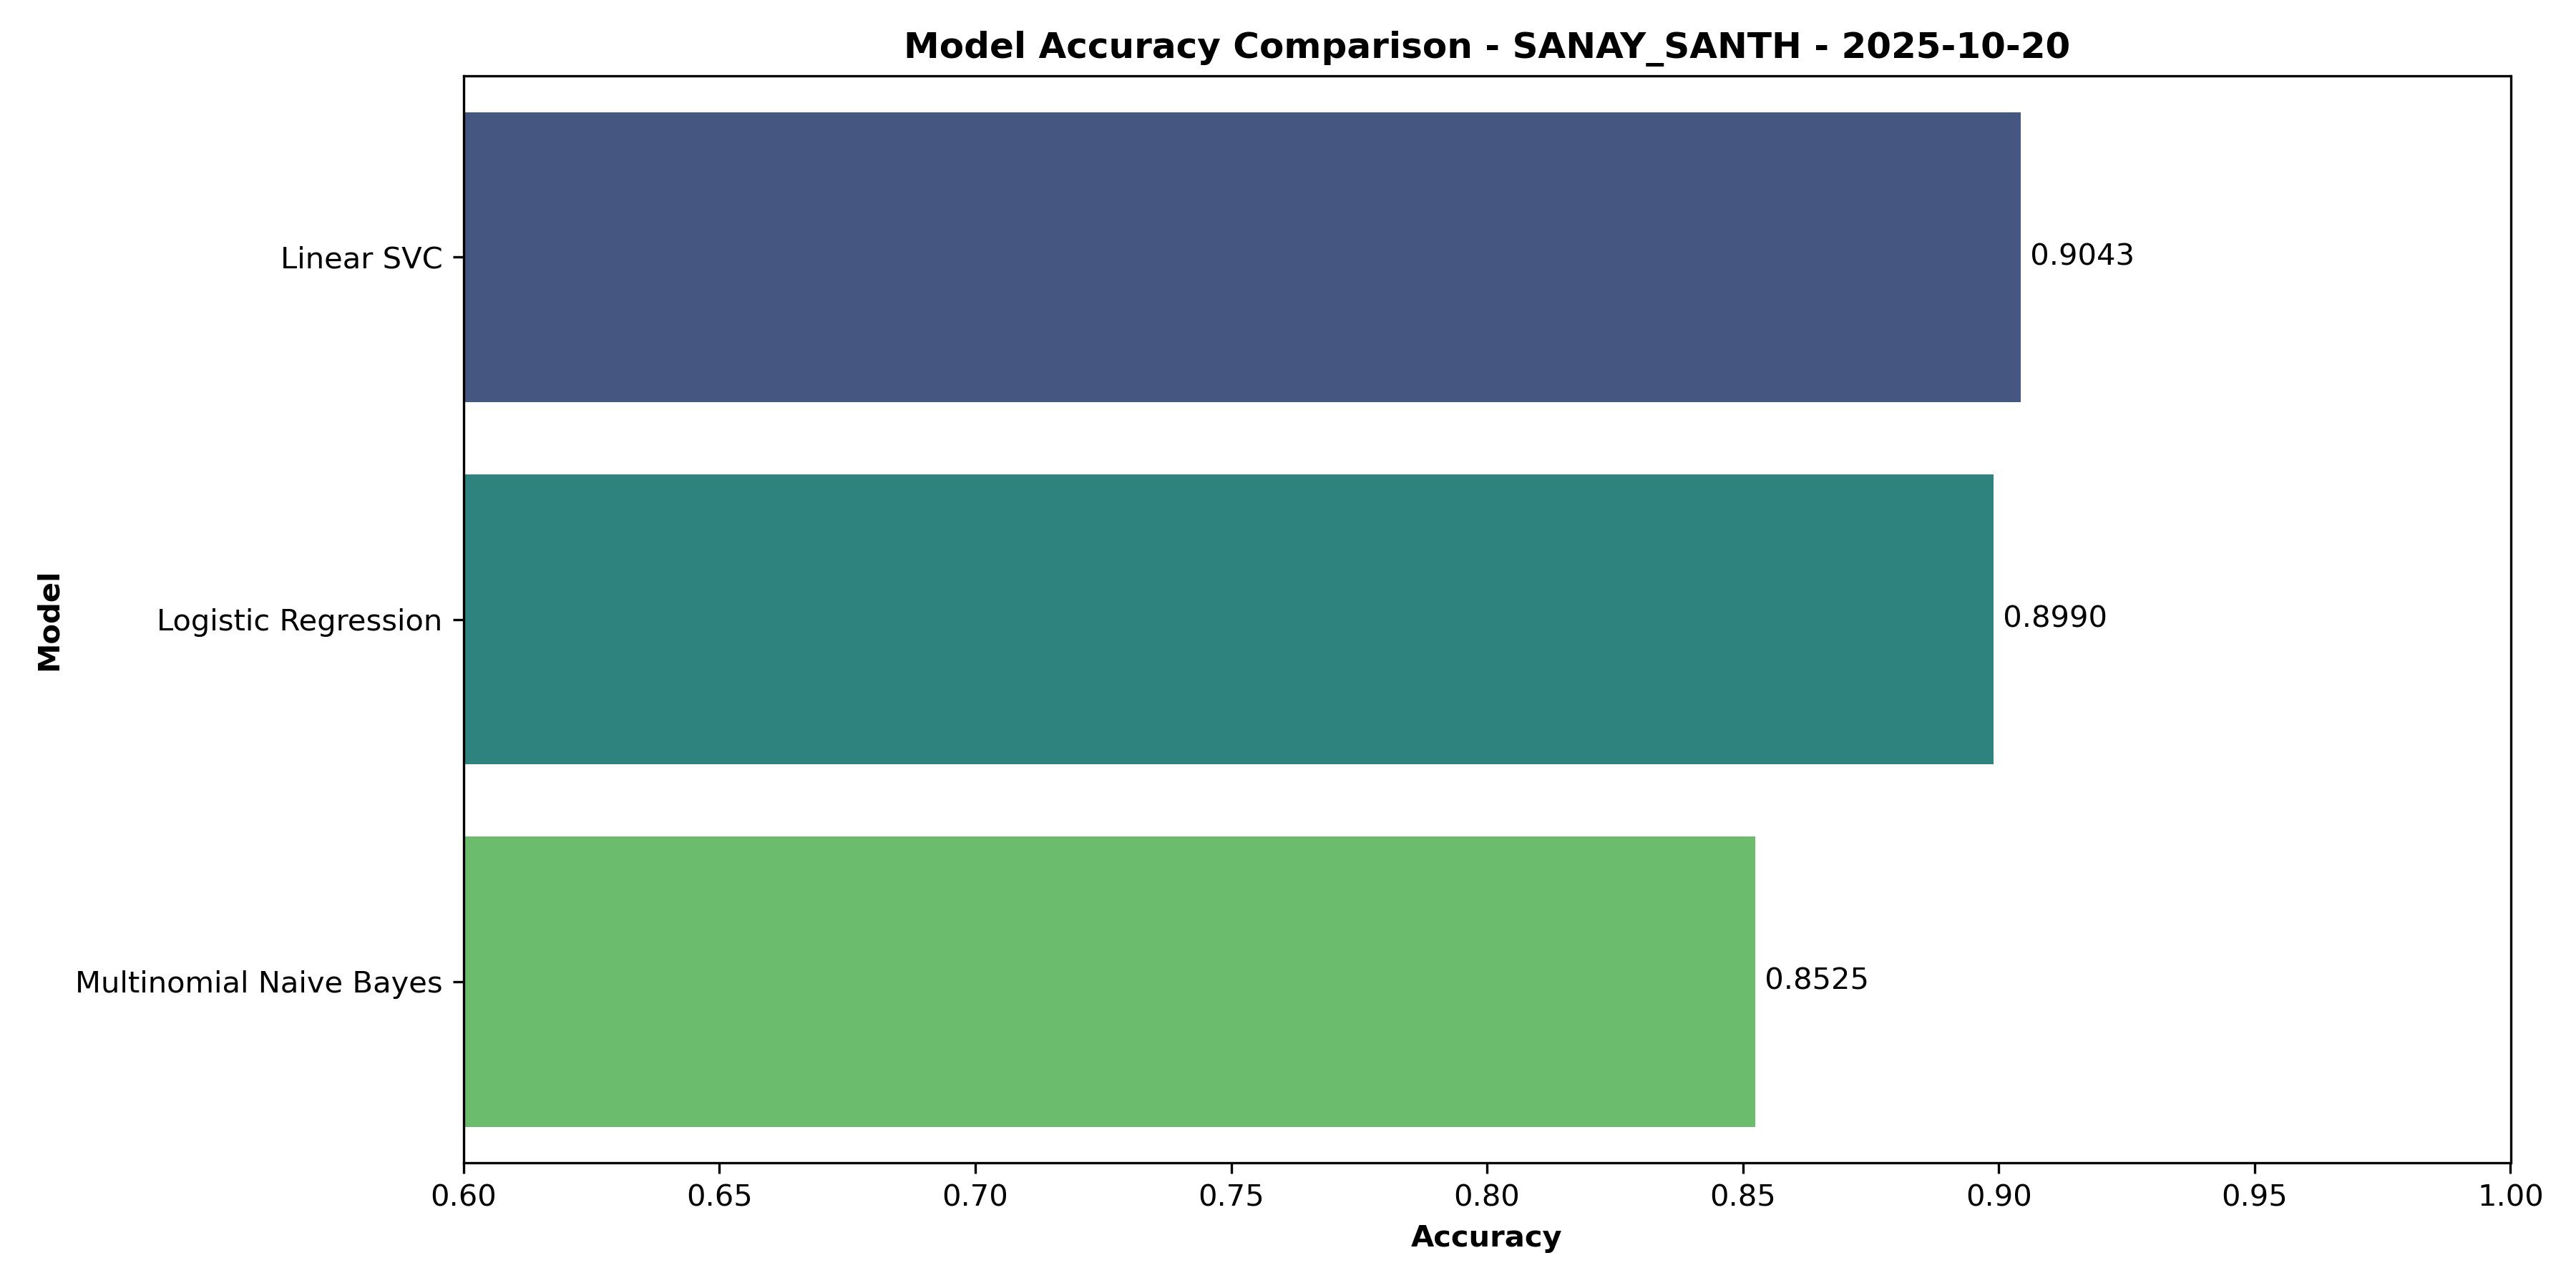 Model Accuracy Comparison - SANAY_SANTH - 2025-10-20
Linear SVC
0.9043
Logistic Regression
0.8990
Multinomial Naive Bayes
0.8525
Model
0.60 0.65 0.70 0.75 0.80 0.85 0.90 0.95 1.00
Accuracy